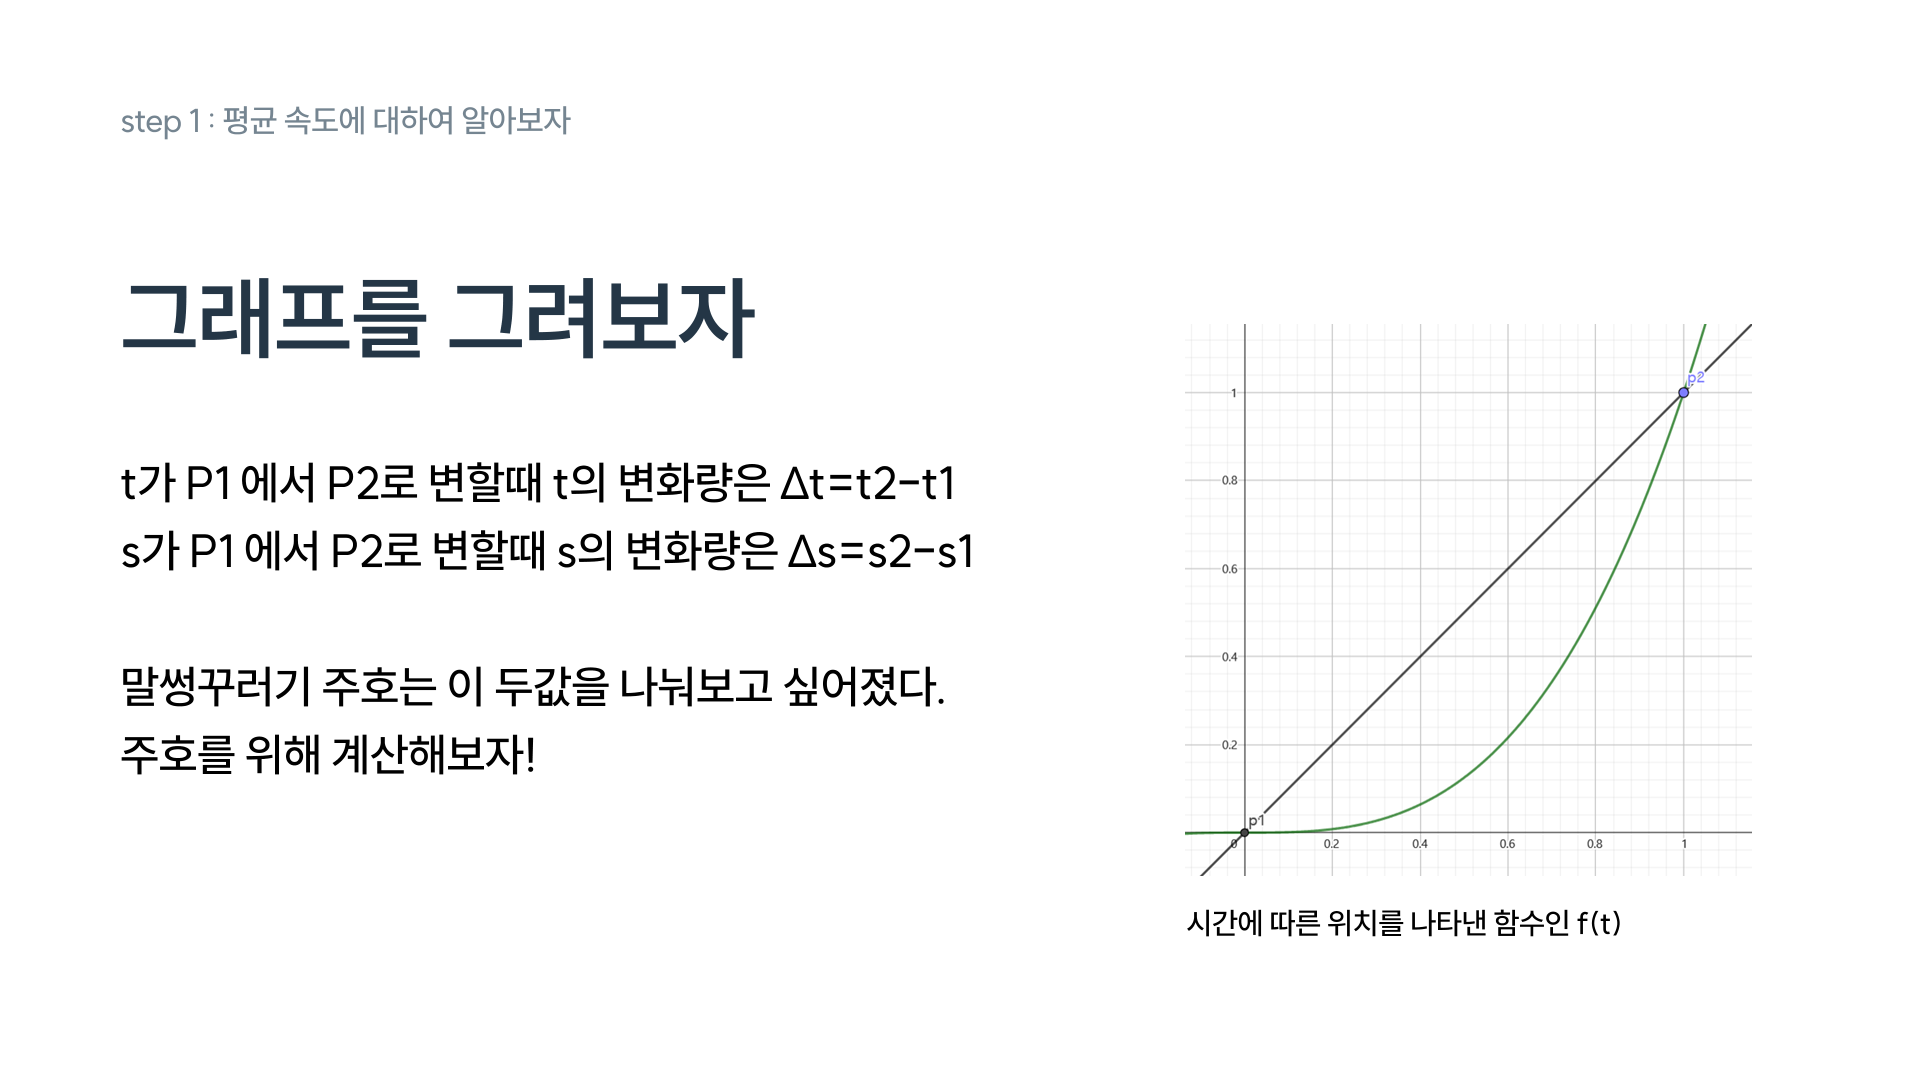 step 1 : 평균 속도에 대하여 알아보자
그래프를 그려보자
t가 P1 에서 P2로 변할때 t의 변화량은 Δt=t2-t1
s가 P1 에서 P2로 변할때 s의 변화량은 Δs=s2-s1
말썽꾸러기 주호는 이 두값을 나눠보고 싶어졌다.
주호를 위해 계산해보자!
p2
1
0.8
0.6
0.4
0.2
p1
0 0.2 0.4 0.6 0.8 1
시간에 따른 위치를 나타낸 함수인 f(t)